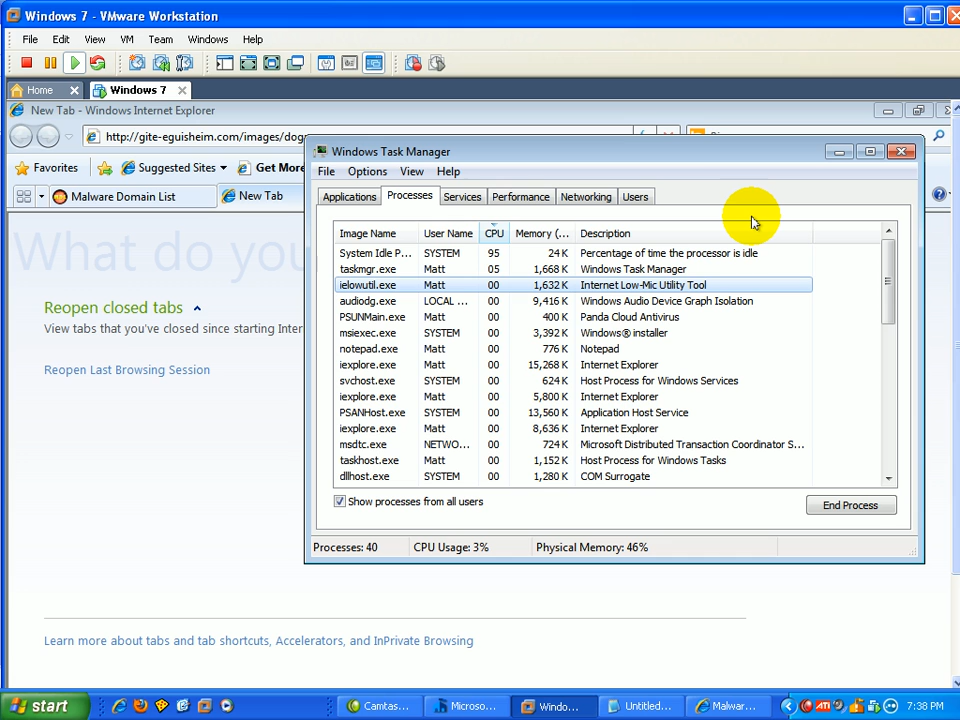 Windows 7 - VMware Workstation
File Edit View VM Team Windows Help
Home Windows 7
New Tab - Windows Internet Explorer
http://gite-eguisheim.com/images/dog
Favorites Suggested Sites Get More
Malware Domain List New Tab
What do you
Reopen closed tabs
View tabs that you've closed since starting Inter
Reopen Last Browsing Session
Learn more about tabs and tab shortcuts, Accelerators, and InPrivate Browsing
Windows Task Manager
File Options View Help
Applications Processes Services Performance Networking Users
Image Name User Name CPU Memory (... Description
System Idle P... SYSTEM 95 24 K Percentage of time the processor is idle
taskmgr.exe Matt 05 1,668 K Windows Task Manager
ielowutil.exe Matt 00 1,632 K Internet Low-Mic Utility Tool
audiodg.exe LOCAL ... 00 9,416 K Windows Audio Device Graph Isolation
PSUNMain.exe Matt 00 400 K Panda Cloud Antivirus
msiexec.exe SYSTEM 00 3,392 K Windows® installer
notepad.exe Matt 00 776 K Notepad
iexplore.exe Matt 00 15,268 K Internet Explorer
svchost.exe SYSTEM 00 624 K Host Process for Windows Services
iexplore.exe Matt 00 5,800 K Internet Explorer
PSANHost.exe SYSTEM 00 13,560 K Application Host Service
iexplore.exe Matt 00 8,636 K Internet Explorer
msdtc.exe NETWO... 00 724 K Microsoft Distributed Transaction Coordinator S...
taskhost.exe Matt 00 1,152 K Host Process for Windows Tasks
dllhost.exe SYSTEM 00 1,280 K COM Surrogate
Show processes from all users
End Process
Processes: 40 CPU Usage: 3% Physical Memory: 46%
start Camtas... Microso... Windo... Untitled... Malwar... ATI 7:38 PM